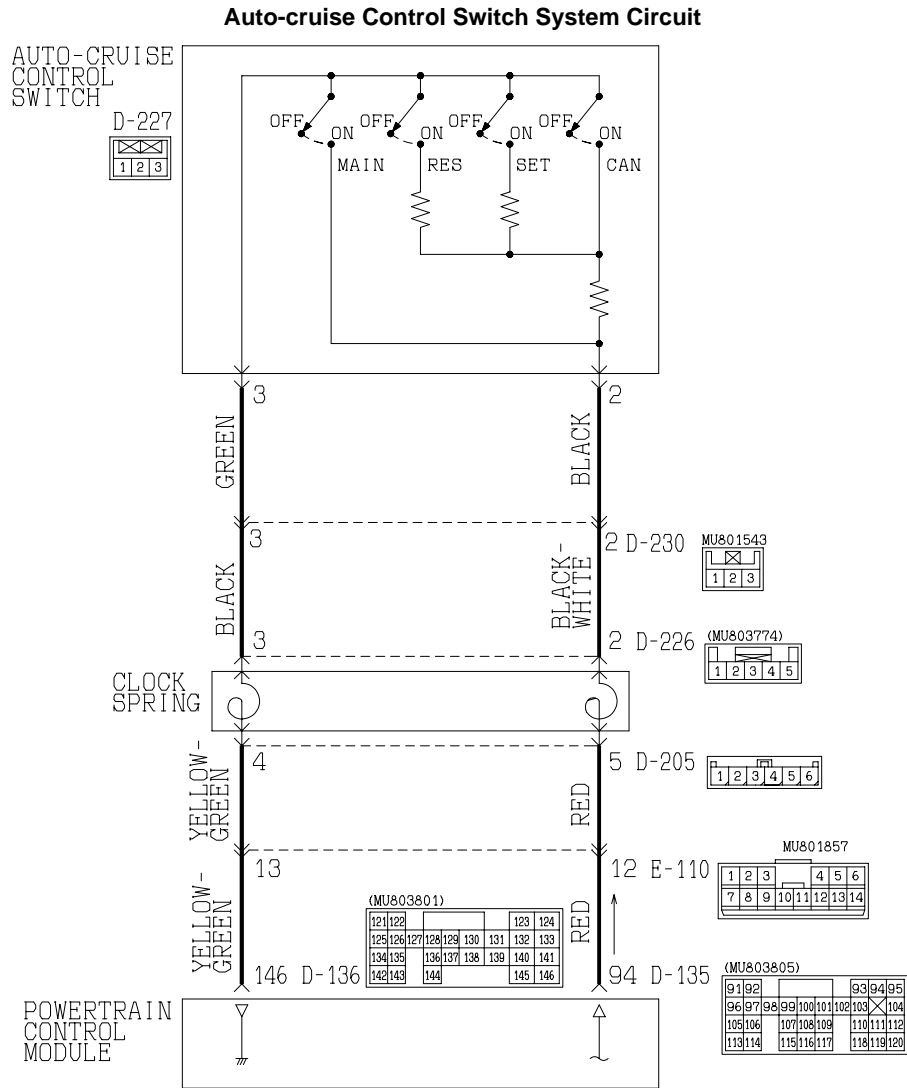 Auto-cruise Control Switch System Circuit
AUTO-CRUISE
CONTROL
SWITCH
D-227
1 2 3
OFF ON MAIN
OFF ON RES
OFF ON SET
OFF ON CAN
3
2
GREEN
BLACK
3
2 D-230
MU801543
1 2 3
BLACK
BLACK-
WHITE
3
2 D-226
(MU803774)
1 2 3 4 5
CLOCK
SPRING
4
5 D-205
1 2 3 4 5 6
YELLOW-
GREEN
RED
13
12 E-110
MU801857
1 2 3 4 5 6
7 8 9 10 11 12 13 14
YELLOW-
GREEN
RED
146 D-136
(MU803801)
121 122 123 124
125 126 127 128 129 130 131 132 133
134 135 136 137 138 139 140 141
142 143 144 145 146
94 D-135
(MU803805)
91 92 93 94 95
96 97 98 99 100 101 102 103 104
105 106 107 108 109 110 111 112
113 114 115 116 117 118 119 120
POWERTRAIN
CONTROL
MODULE